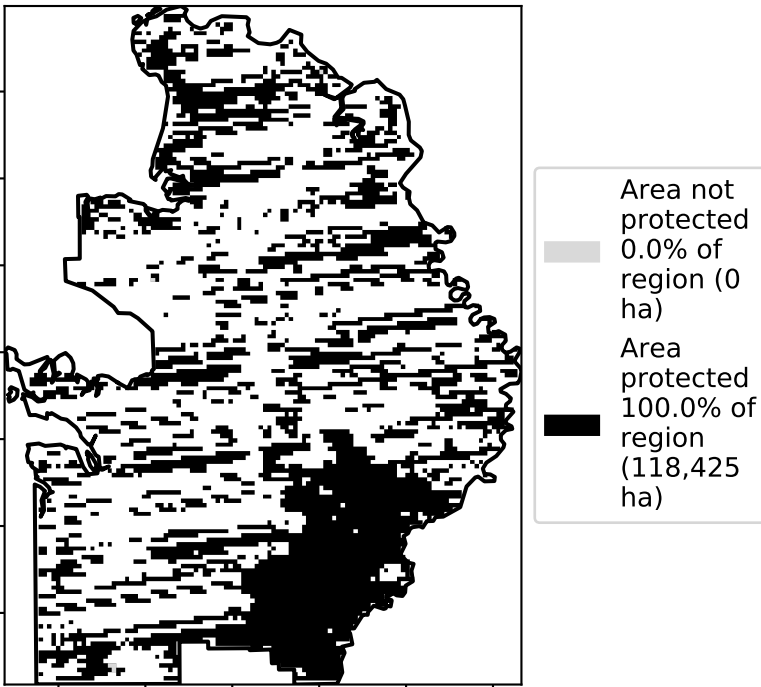 Area not
protected
0.0% of
region (0
ha)
Area
protected
100.0% of
region
(118,425
ha)